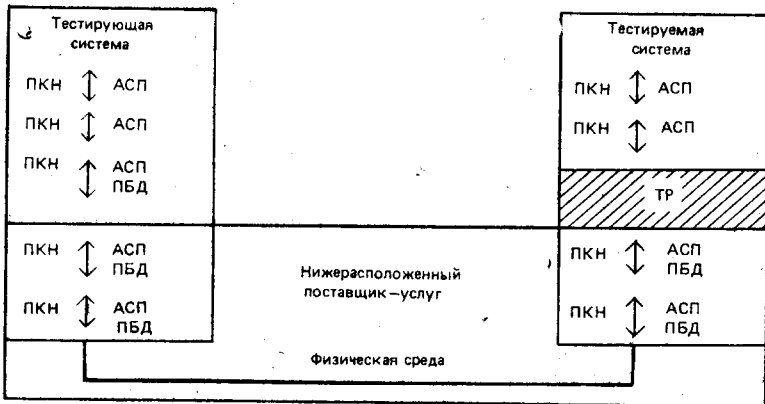 Тестирующая
система
ПКН АСП
ПКН АСП
ПКН АСП
ПБД
ПКН АСП
ПБД
ПКН АСП
ПБД
Тестируемая
система
ПКН АСП
ПКН АСП
ТР
ПКН АСП
ПБД
ПКН АСП
ПБД
Нижерасположенный
поставщик—услуг
Физическая среда